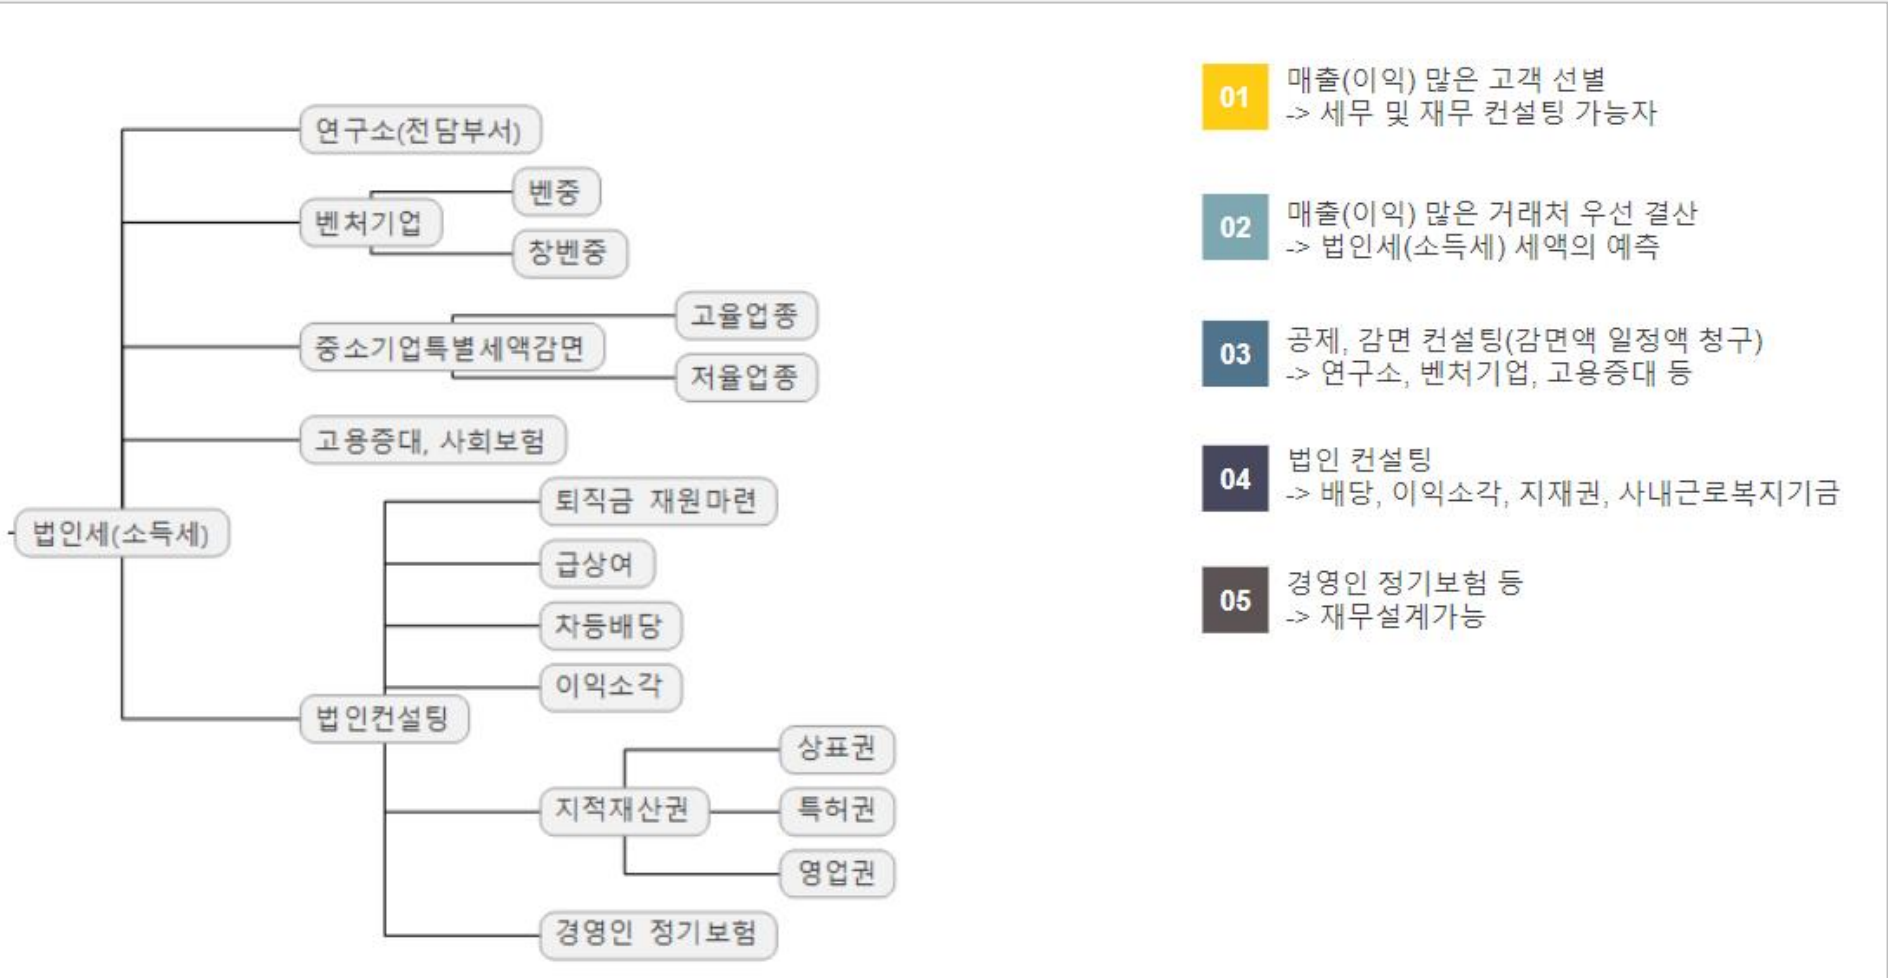 연구소(전담부서)
벤처기업
벤중
창벤중
중소기업특별세액감면
고율업종
저율업종
고용증대, 사회보험
법인세(소득세)
법인컨설팅
퇴직금 재원마련
급상여
차등배당
이익소각
지적재산권
상표권
특허권
영업권
경영인 정기보험
01
매출(이익) 많은 고객 선별
-> 세무 및 재무 컨설팅 가능자
02
매출(이익) 많은 거래처 우선 결산
-> 법인세(소득세) 세액의 예측
03
공제, 감면 컨설팅(감면액 일정액 청구)
-> 연구소, 벤처기업, 고용증대 등
04
법인 컨설팅
-> 배당, 이익소각, 지재권, 사내근로복지기금
05
경영인 정기보험 등
-> 재무설계가능